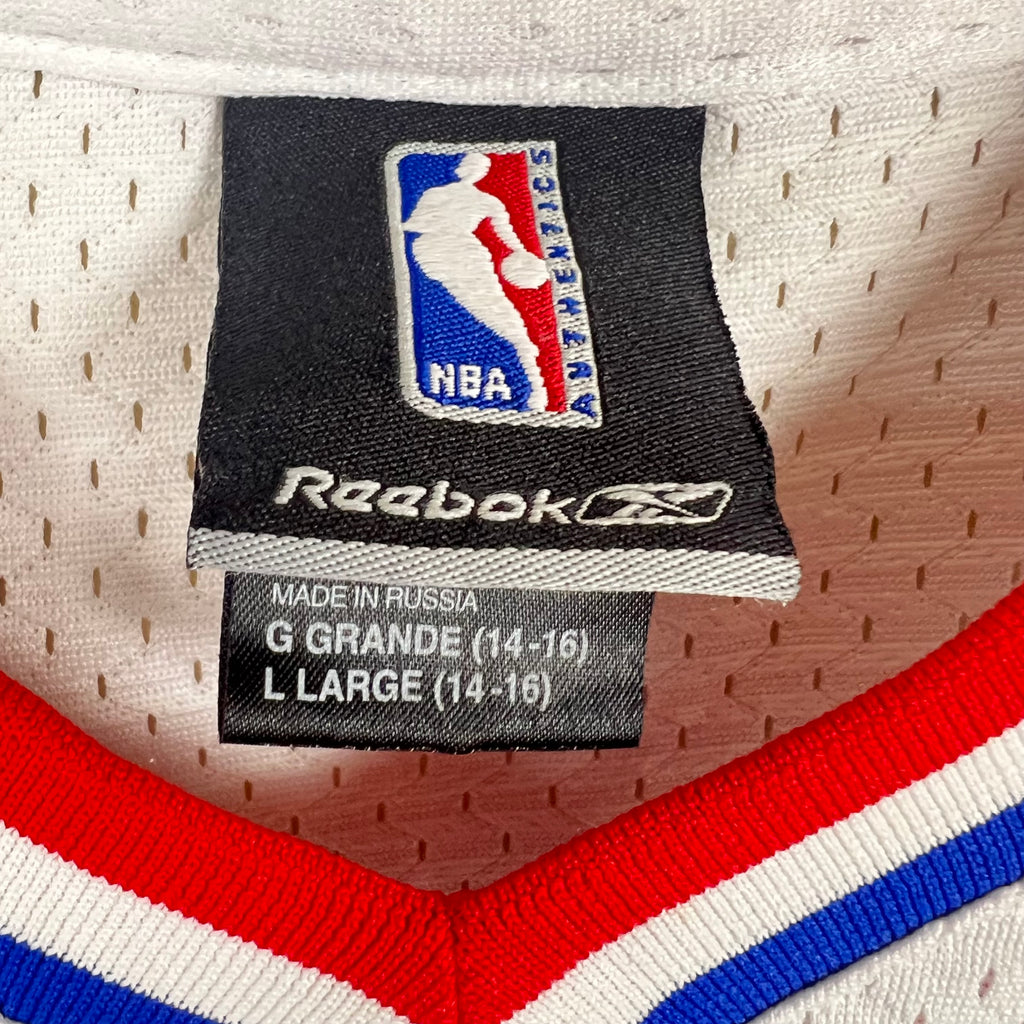 NBA
AUTHENTICS
Reebok
MADE IN RUSSIA
G GRANDE (14-16)
L LARGE (14-16)